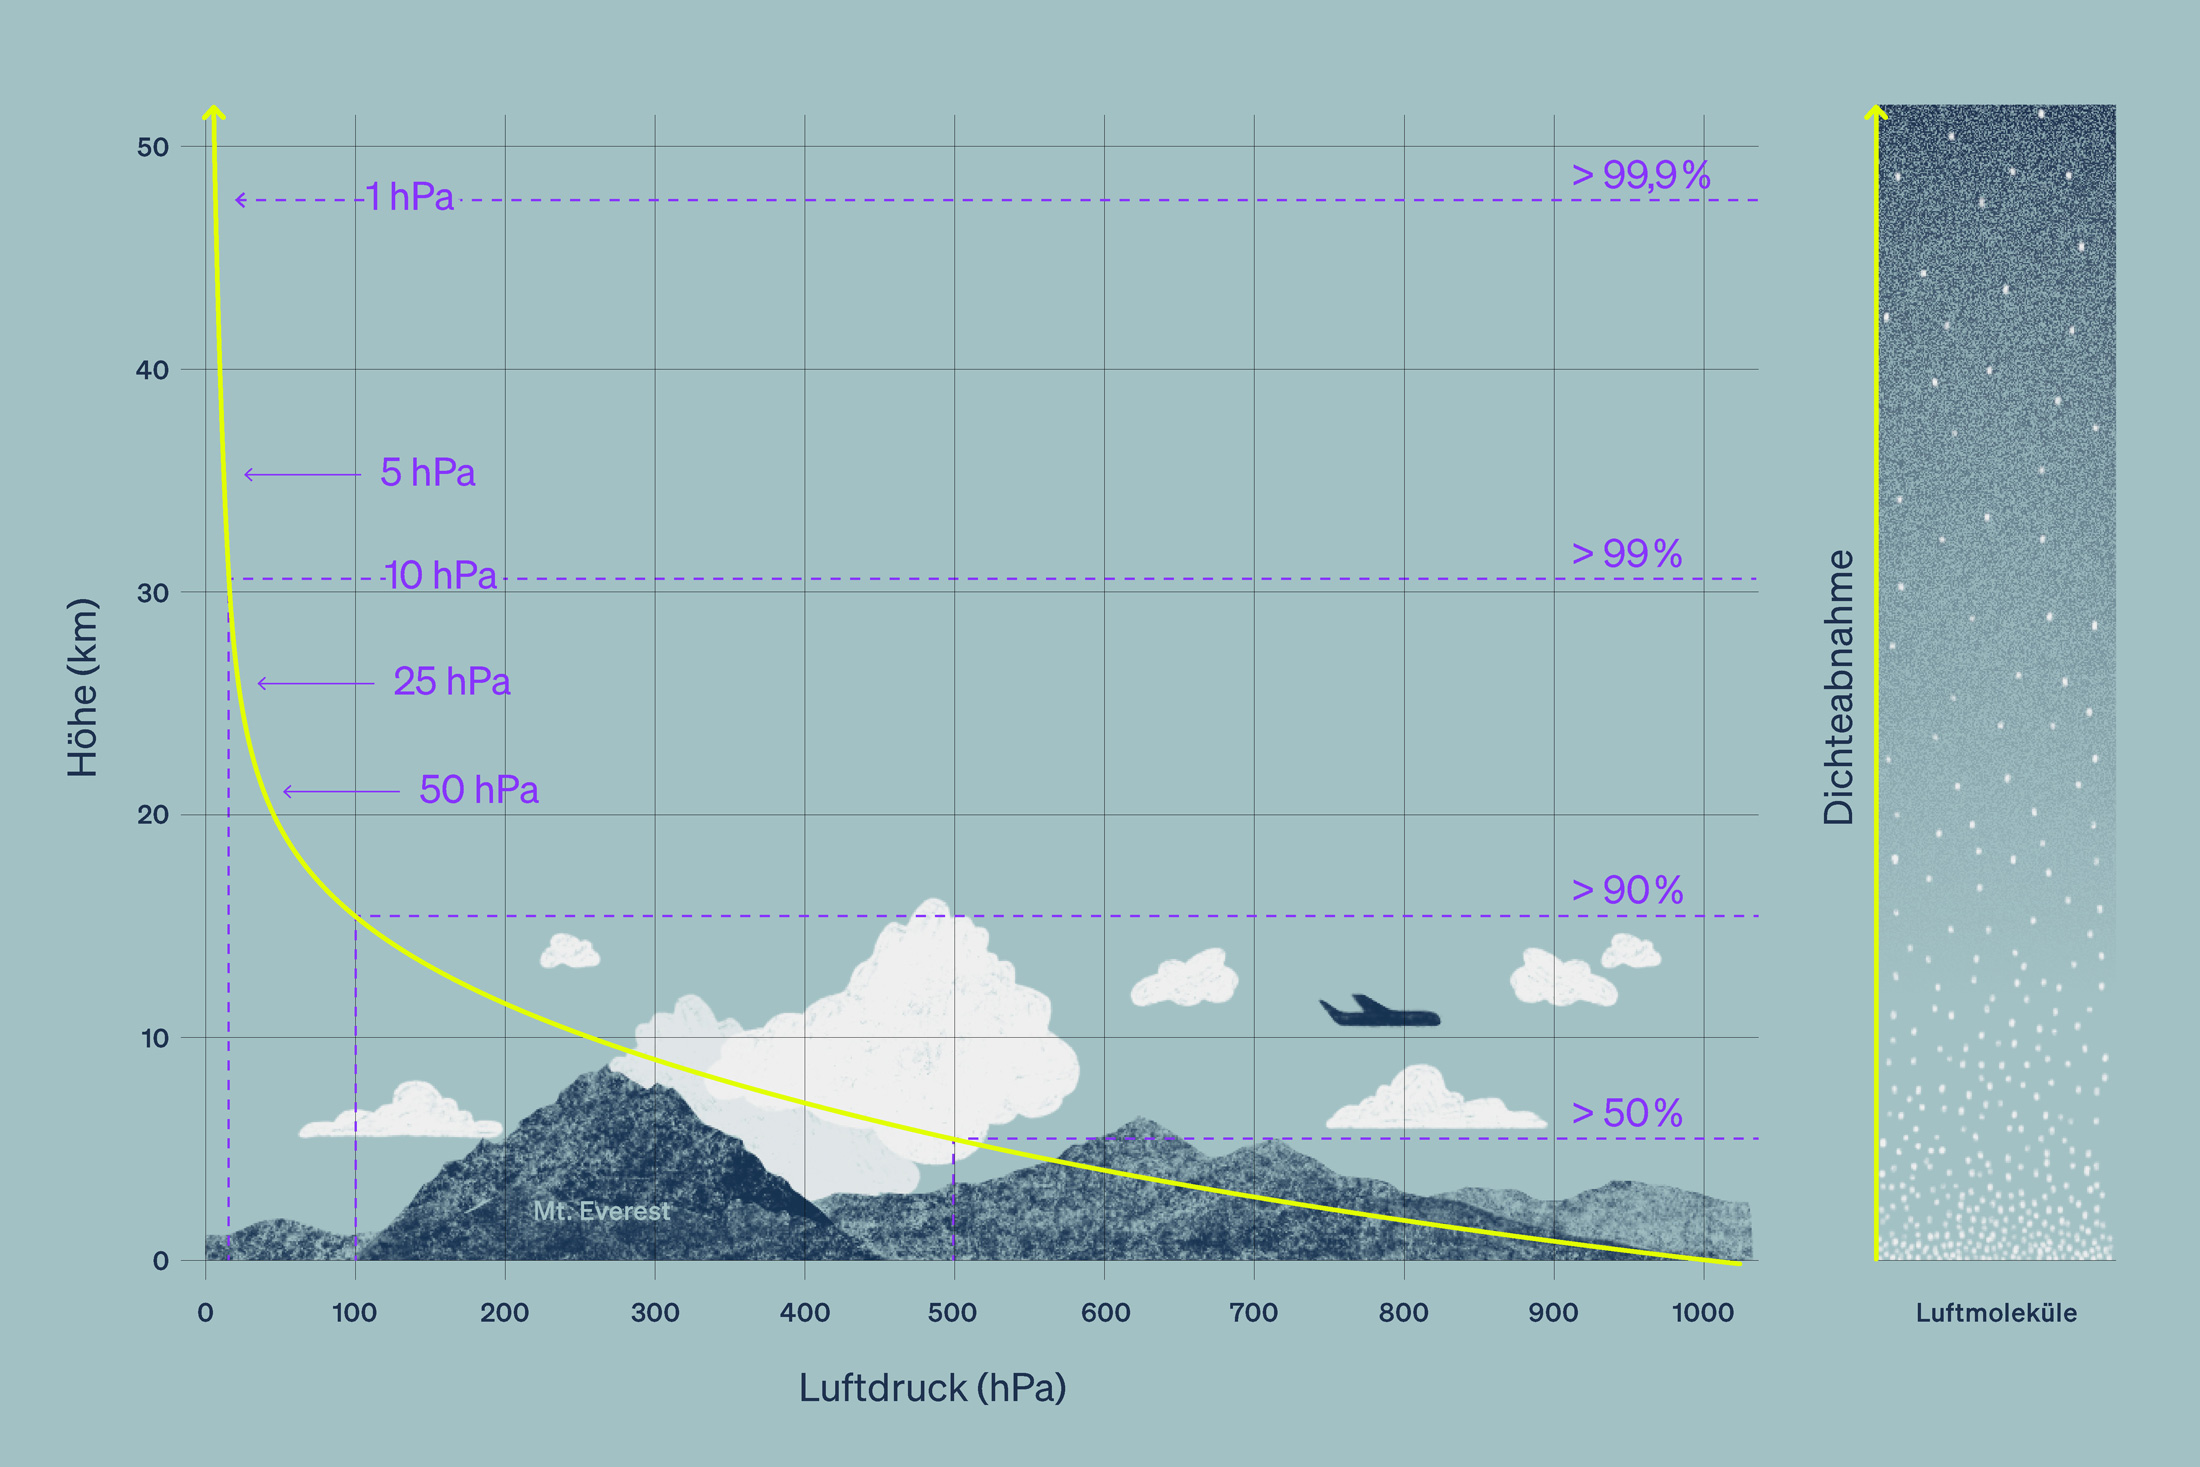 50
> 99,9 %
1 hPa
40
5 hPa
> 99 %
10 hPa
30
25 hPa
Höhe (km)
Dichteabnahme
50 hPa
20
> 90 %
10
> 50 %
Mt. Everest
0
0 100 200 300 400 500 600 700 800 900 1000
Luftmoleküle
Luftdruck (hPa)